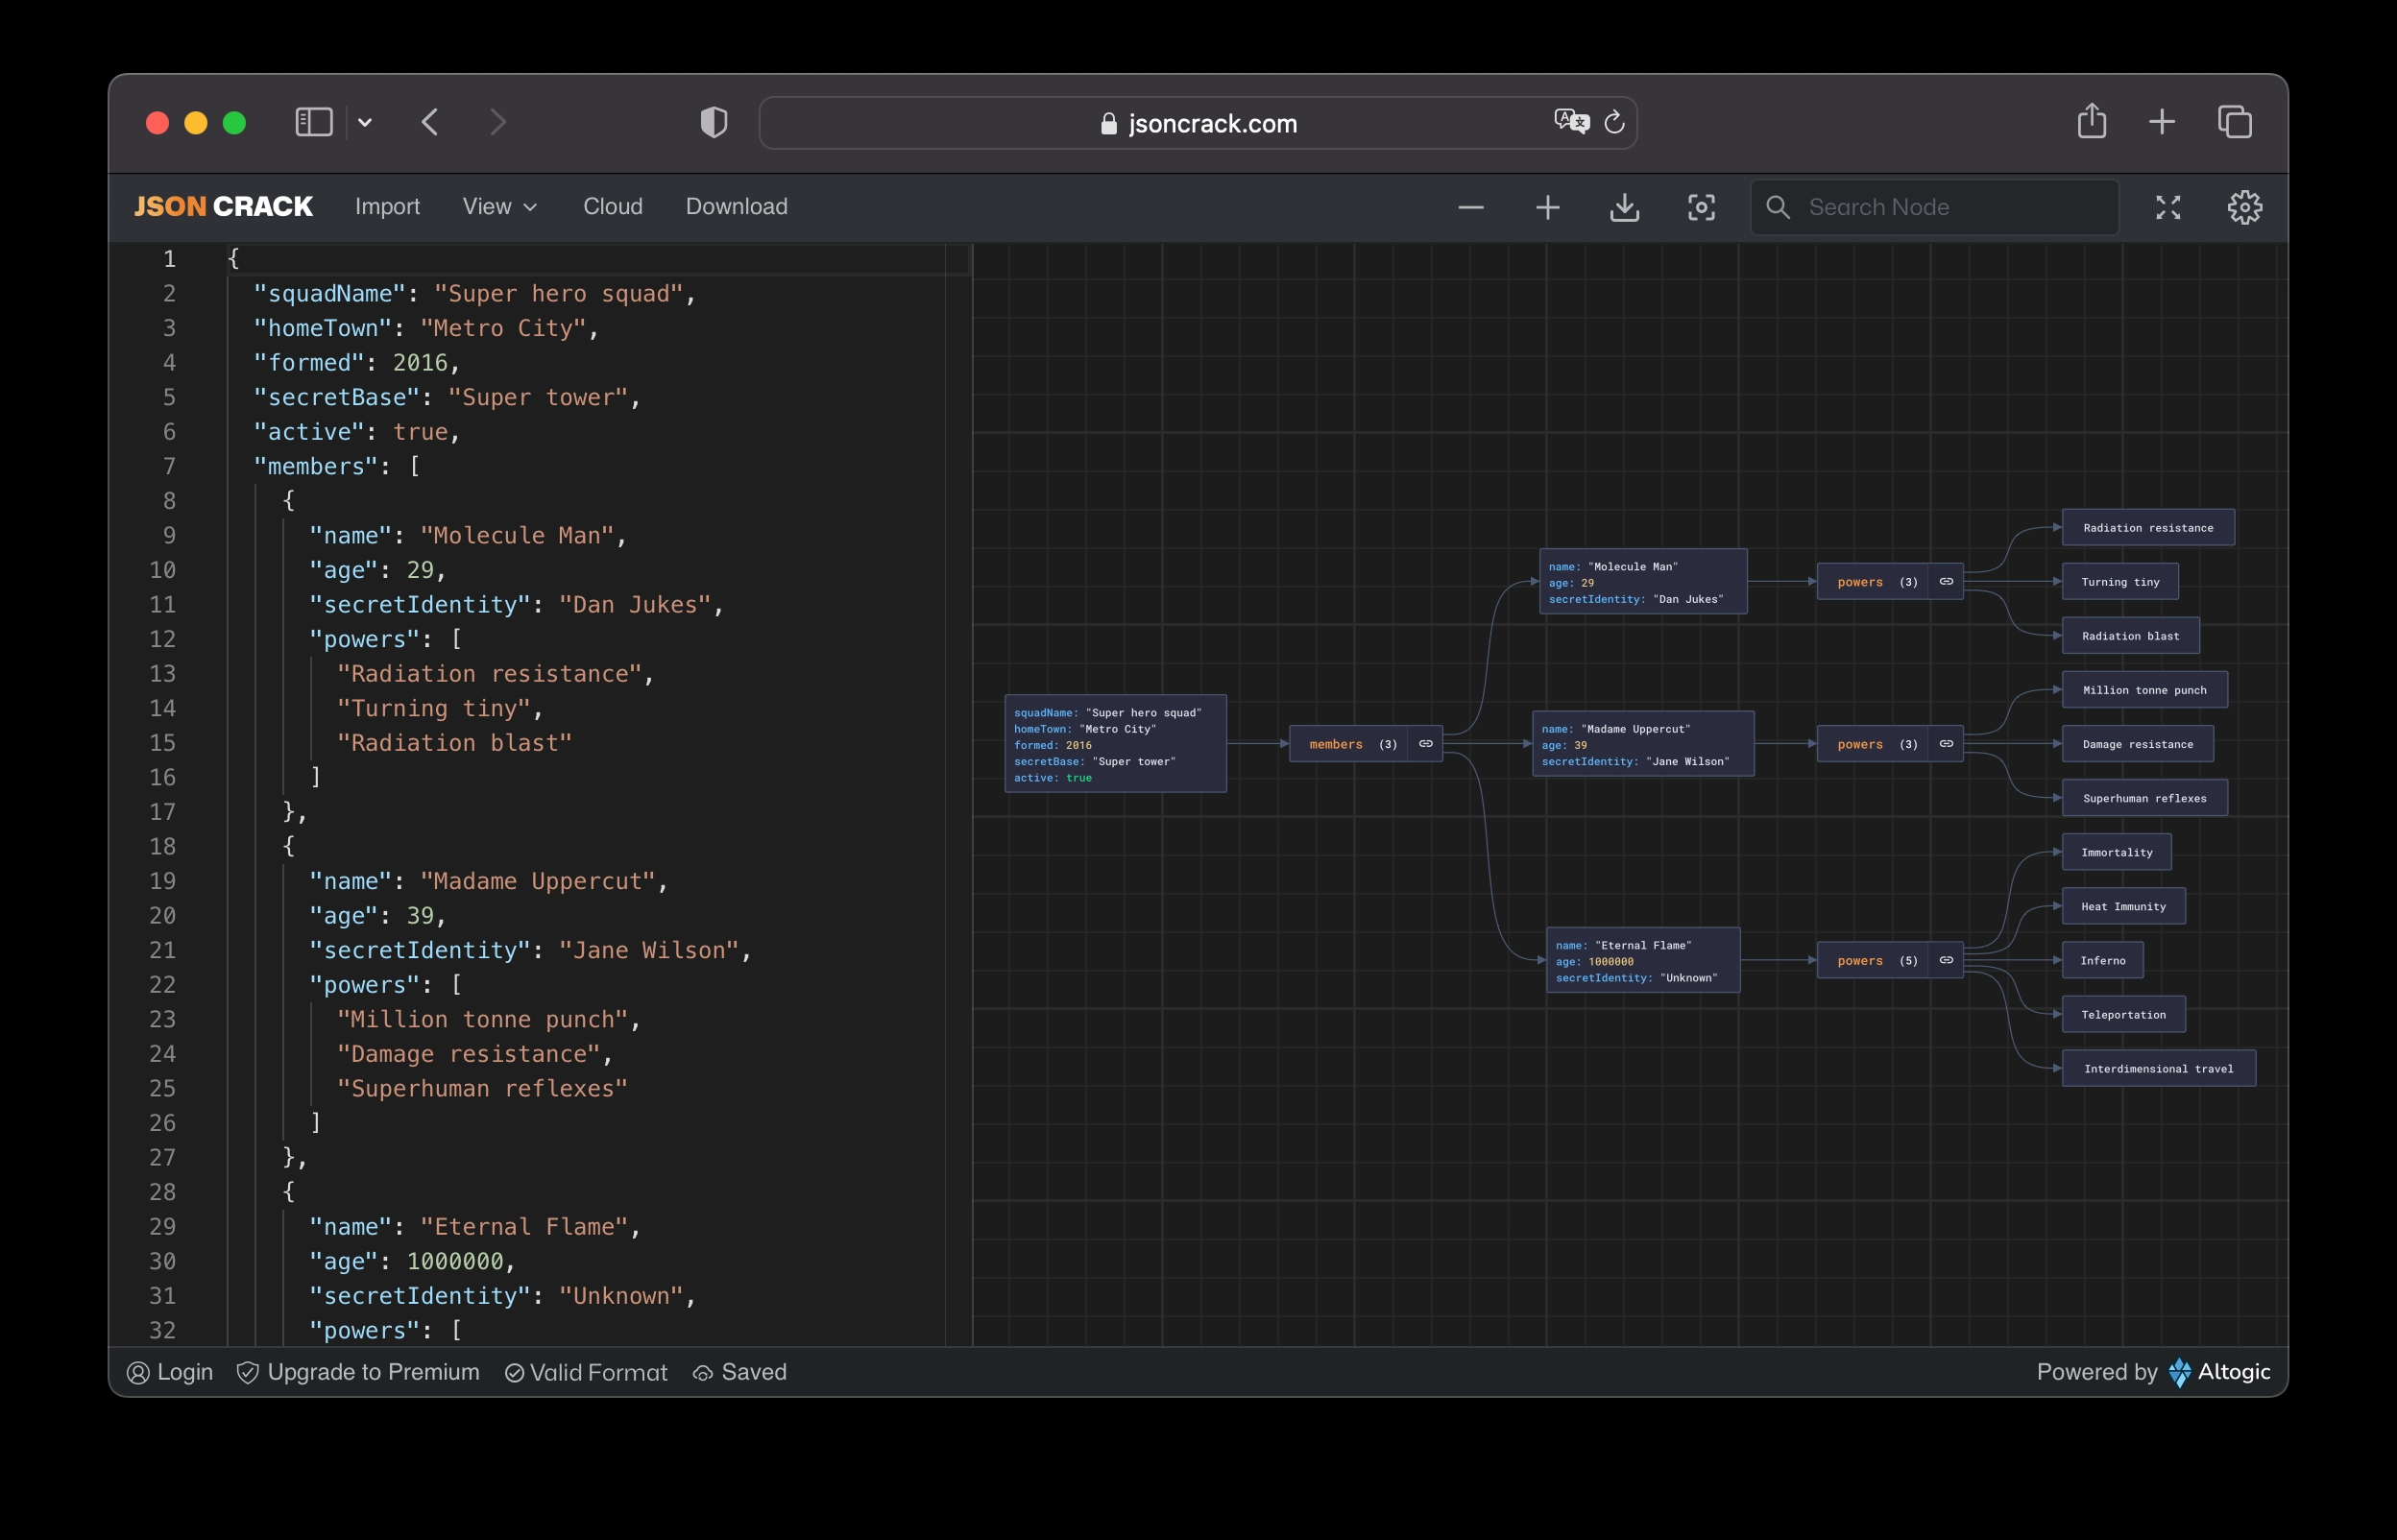 jsoncrack.com
JSON CRACK Import View Cloud Download Search Node
1 {
2 "squadName": "Super hero squad",
3 "homeTown": "Metro City",
4 "formed": 2016,
5 "secretBase": "Super tower",
6 "active": true,
7 "members": [
8 {
9 "name": "Molecule Man",
10 "age": 29,
11 "secretIdentity": "Dan Jukes",
12 "powers": [
13 "Radiation resistance",
14 "Turning tiny",
15 "Radiation blast"
16 ]
17 },
18 {
19 "name": "Madame Uppercut",
20 "age": 39,
21 "secretIdentity": "Jane Wilson",
22 "powers": [
23 "Million tonne punch",
24 "Damage resistance",
25 "Superhuman reflexes"
26 ]
27 },
28 {
29 "name": "Eternal Flame",
30 "age": 1000000,
31 "secretIdentity": "Unknown",
32 "powers": [
squadName: "Super hero squad"
homeTown: "Metro City"
formed: 2016
secretBase: "Super tower"
active: true
members (3)
name: "Molecule Man"
age: 29
secretIdentity: "Dan Jukes"
powers (3)
Radiation resistance
Turning tiny
Radiation blast
name: "Madame Uppercut"
age: 39
secretIdentity: "Jane Wilson"
powers (3)
Million tonne punch
Damage resistance
Superhuman reflexes
name: "Eternal Flame"
age: 1000000
secretIdentity: "Unknown"
powers (5)
Immortality
Heat Immunity
Inferno
Teleportation
Interdimensional travel
Login Upgrade to Premium Valid Format Saved Powered by Altogic